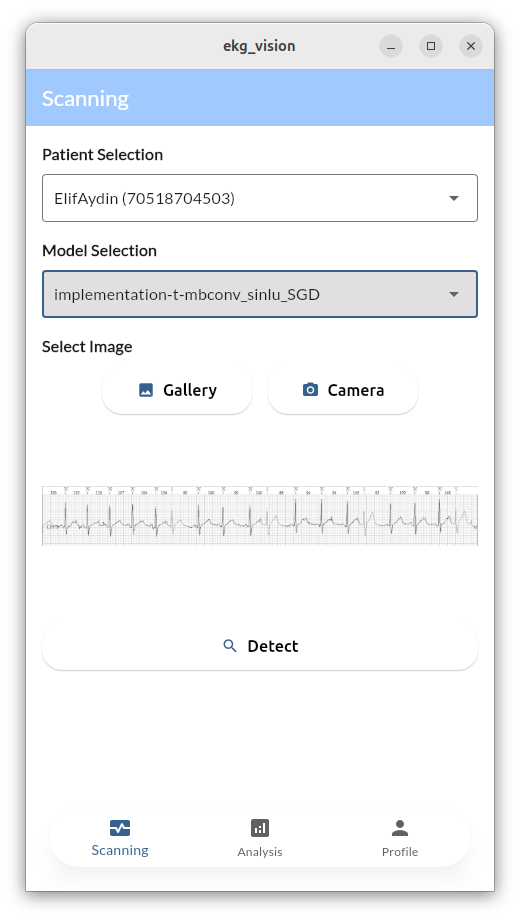 ekg_vision
Scanning
Patient Selection
ElifAydin (70518704503)
Model Selection
implementation-t-mbconv_sinlu_SGD
Select Image
Gallery
Camera
Detect
Scanning
Analysis
Profile